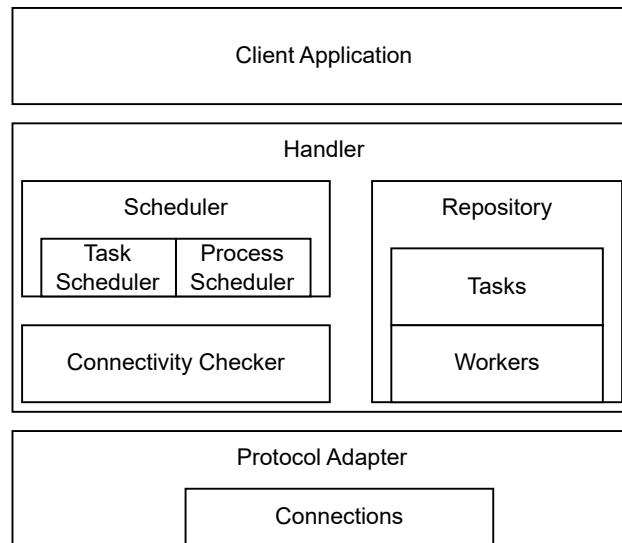 Client Application
Handler
Scheduler
Task
Scheduler
Process
Scheduler
Connectivity Checker
Repository
Tasks
Workers
Protocol Adapter
Connections